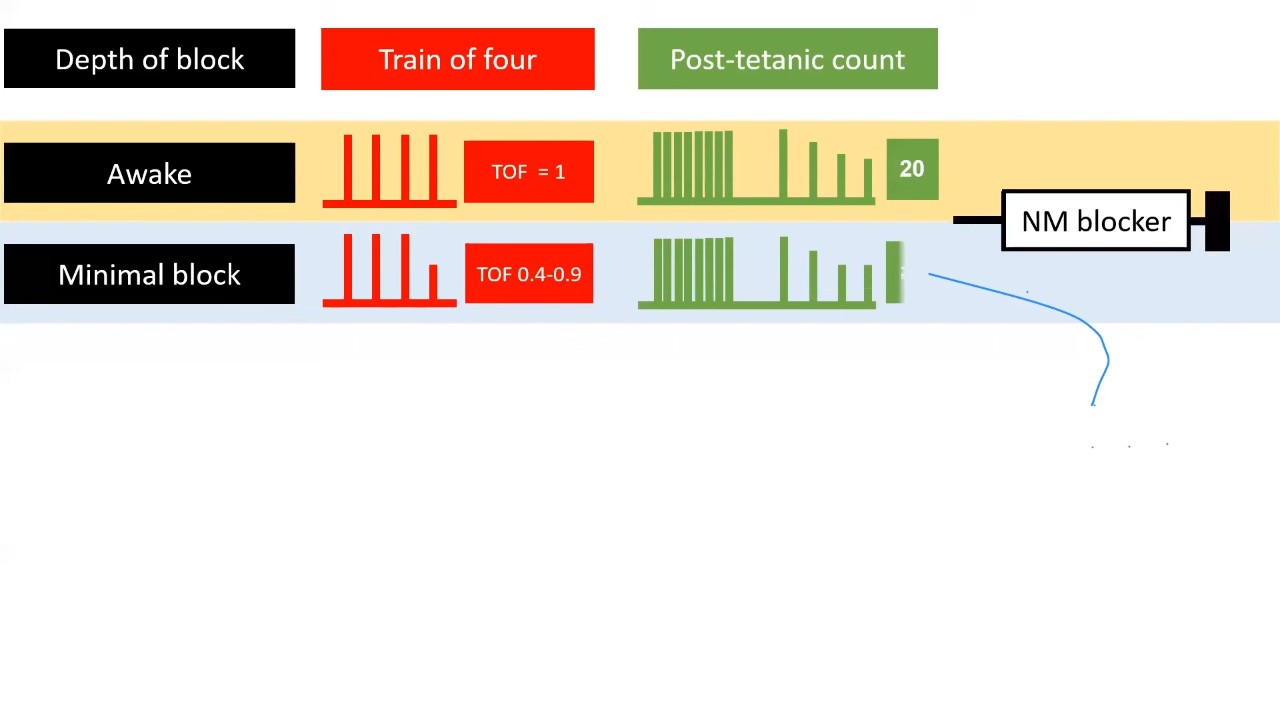 Depth of block
Train of four
Post-tetanic count
Awake
TOF = 1
20
NM blocker
Minimal block
TOF 0.4-0.9